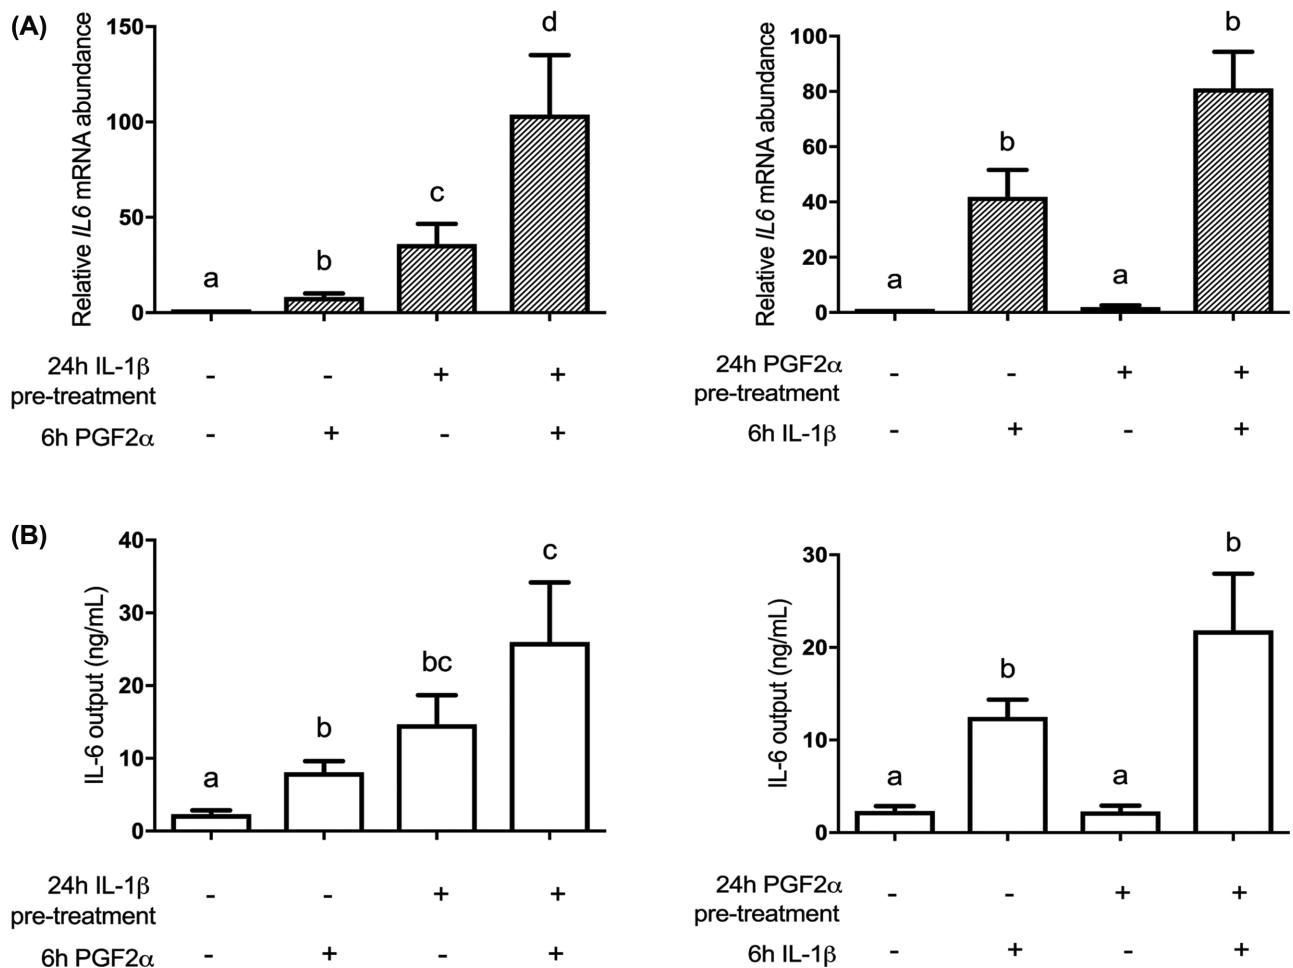 (A)
Relative IL6 mRNA abundance
150
100
50
0
a
b
c
d
24h IL-1β
pre-treatment
- - + +
6h PGF2α
- + - +
Relative IL6 mRNA abundance
100
80
60
40
20
0
a
b
a
b
24h PGF2α
pre-treatment
- - + +
6h IL-1β
- + - +
(B)
IL-6 output (ng/mL)
40
30
20
10
0
a
b
bc
c
24h IL-1β
pre-treatment
- - + +
6h PGF2α
- + - +
IL-6 output (ng/mL)
30
20
10
0
a
b
a
b
24h PGF2α
pre-treatment
- - + +
6h IL-1β
- + - +